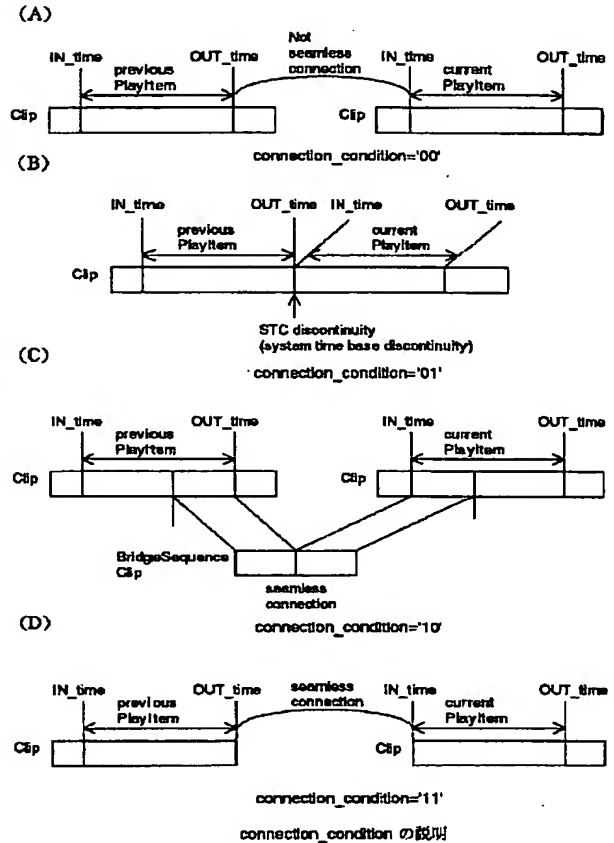 (A)
Not
seamless
connection
IN_time
OUT_time
IN_time
OUT_time
previous
PlayItem
current
PlayItem
Clip
Clip
connection_condition='00'
(B)
IN_time
OUT_time
IN_time
OUT_time
previous
PlayItem
current
PlayItem
Clip
STC discontinuity
(system time base discontinuity)
connection_condition='01'
(C)
IN_time
OUT_time
IN_time
OUT_time
previous
PlayItem
current
PlayItem
Clip
Clip
BridgeSequence
Clip
seamless
connection
connection_condition='10'
(D)
seamless
connection
IN_time
OUT_time
IN_time
OUT_time
previous
PlayItem
current
PlayItem
Clip
Clip
connection_condition='11'
connection_condition の説明